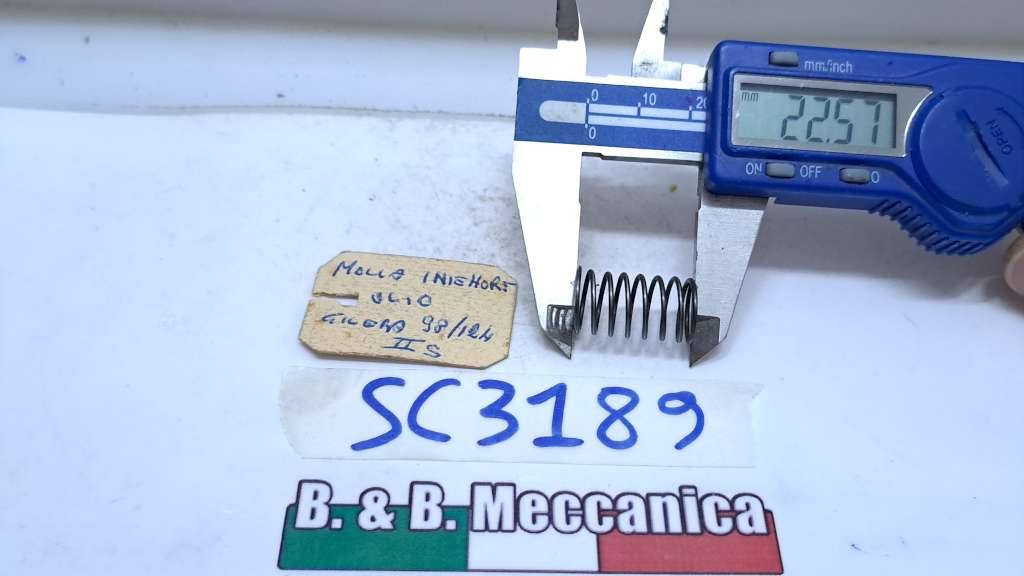 mm/inch
0 10 20
0
mm 22.57
ON OFF O
OPEN
MOLLA
OLIO
GILERA 98/124
II S
SC3189
B. & B. Meccanica